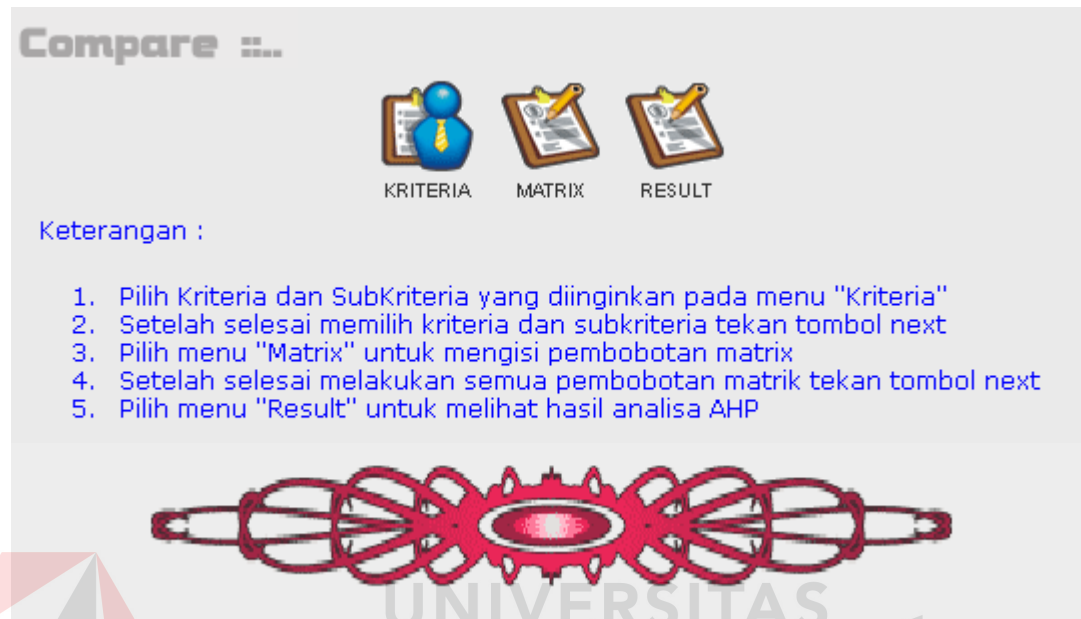 Compare ::..
KRITERIA MATRIX RESULT
Keterangan :
1. Pilih Kriteria dan SubKriteria yang diinginkan pada menu "Kriteria"
2. Setelah selesai memilih kriteria dan subkriteria tekan tombol next
3. Pilih menu "Matrix" untuk mengisi pembobotan matrix
4. Setelah selesai melakukan semua pembobotan matrik tekan tombol next
5. Pilih menu "Result" untuk melihat hasil analisa AHP
UNIVERSITAS